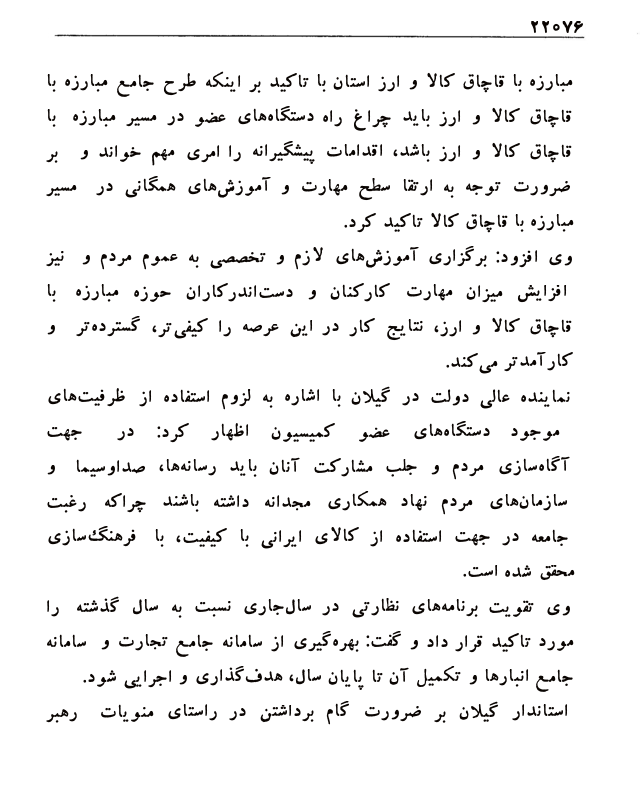 ۲۲۰۷۶
مبارزه با قاچاق کالا و ارز استان با تاکید بر اینکه طرح جامع مبارزه با
قاچاق کالا و ارز باید چراغ راه دستگاه‌های عضو در مسیر مبارزه با
قاچاق کالا و ارز باشد، اقدامات پیشگیرانه را امری مهم خواند و بر
ضرورت توجه به ارتقا سطح مهارت و آموزش‌های همگانی در مسیر
مبارزه با قاچاق کالا تاکید کرد.
وی افزود: برگزاری آموزش‌های لازم و تخصصی به عموم مردم و نیز
افزایش میزان مهارت کارکنان و دست‌اندرکاران حوزه مبارزه با
قاچاق کالا و ارز، نتایج کار در این عرصه را کیفی‌تر، گسترده‌تر و
کارآمدتر می‌کند.
نماینده عالی دولت در گیلان با اشاره به لزوم استفاده از ظرفیت‌های
موجود دستگاه‌های عضو کمیسیون اظهار کرد: در جهت
آگاه‌سازی مردم و جلب مشارکت آنان باید رسانه‌ها، صداوسیما و
سازمان‌های مردم نهاد همکاری مجدانه داشته باشند چراکه رغبت
جامعه در جهت استفاده از کالای ایرانی با کیفیت، با فرهنگ‌سازی
محقق شده است.
وی تقویت برنامه‌های نظارتی در سال‌جاری نسبت به سال گذشته را
مورد تاکید قرار داد و گفت: بهره‌گیری از سامانه جامع تجارت و سامانه
جامع انبارها و تکمیل آن تا پایان سال، هدف‌گذاری و اجرایی شود.
استاندار گیلان بر ضرورت گام برداشتن در راستای منویات رهبر